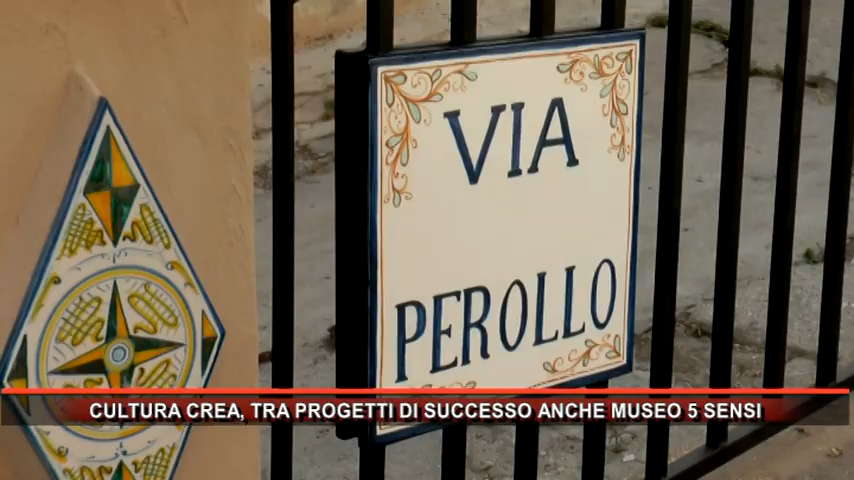 VIA
PEROLLO
CULTURA CREA, TRA PROGETTI DI SUCCESSO ANCHE MUSEO 5 SENSI